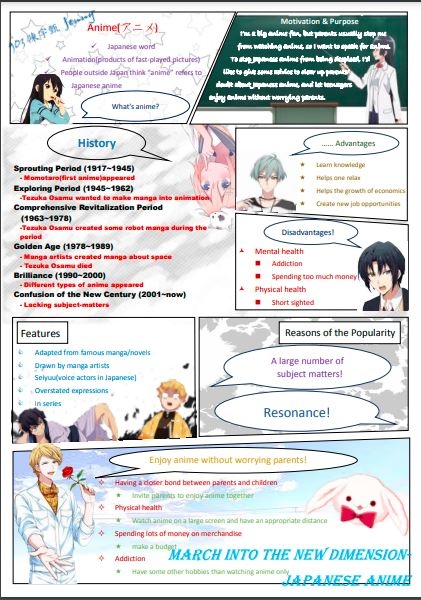 703 陳宇甄 Jenny
Anime(アニメ)
Japanese word
Animation(products of fast-played pictures)
People outside Japan think "anime" refers to
Japanese anime
What's anime?
Motivation & Purpose
I'm a big anime fan, but parents usually stop me
from watching anime, so I want to speak for anime.
To stop Japanese anime from being despised, I'd
like to give some advice to clear up parents'
doubt about Japanese anime, and let teenagers
enjoy anime without worrying parents.
History
Sprouting Period (1917~1945)
- Momotaro(first anime)appeared
Exploring Period (1945~1962)
-Tezuka Osamu wanted to make manga into animation
Comprehensive Revitalization Period
(1963~1978)
-Tezuka Osamu created some robot manga during the
period
Golden Age (1978~1989)
- Manga artists created manga about space
- Tezuka Osamu died
Brilliance (1990~2000)
- Different types of anime appeared
Confusion of the New Century (2001~now)
- Lacking subject-matters
...... Advantages
Learn knowledge
Helps one relax
Helps the growth of economics
Create new job opportunities
Disadvantages!
Mental health
Addiction
Spending too much money
Physical health
Short sighted
Features
Adapted from famous manga/novels
Drawn by manga artists
Seiyuu(voice actors in Japanese)
Overstated expressions
In series
Reasons of the Popularity
A large number of
subject matters!
Resonance!
Enjoy anime without worrying parents!
Having a closer bond between parents and children
Invite parents to enjoy anime together
Physical health
Watch anime on a large screen and have an appropriate distance
Spending lots of money on merchandise
make a budget
Addiction
Have some other hobbies than watching anime only
MARCH INTO THE NEW DIMENSION-
JAPANESE ANIME